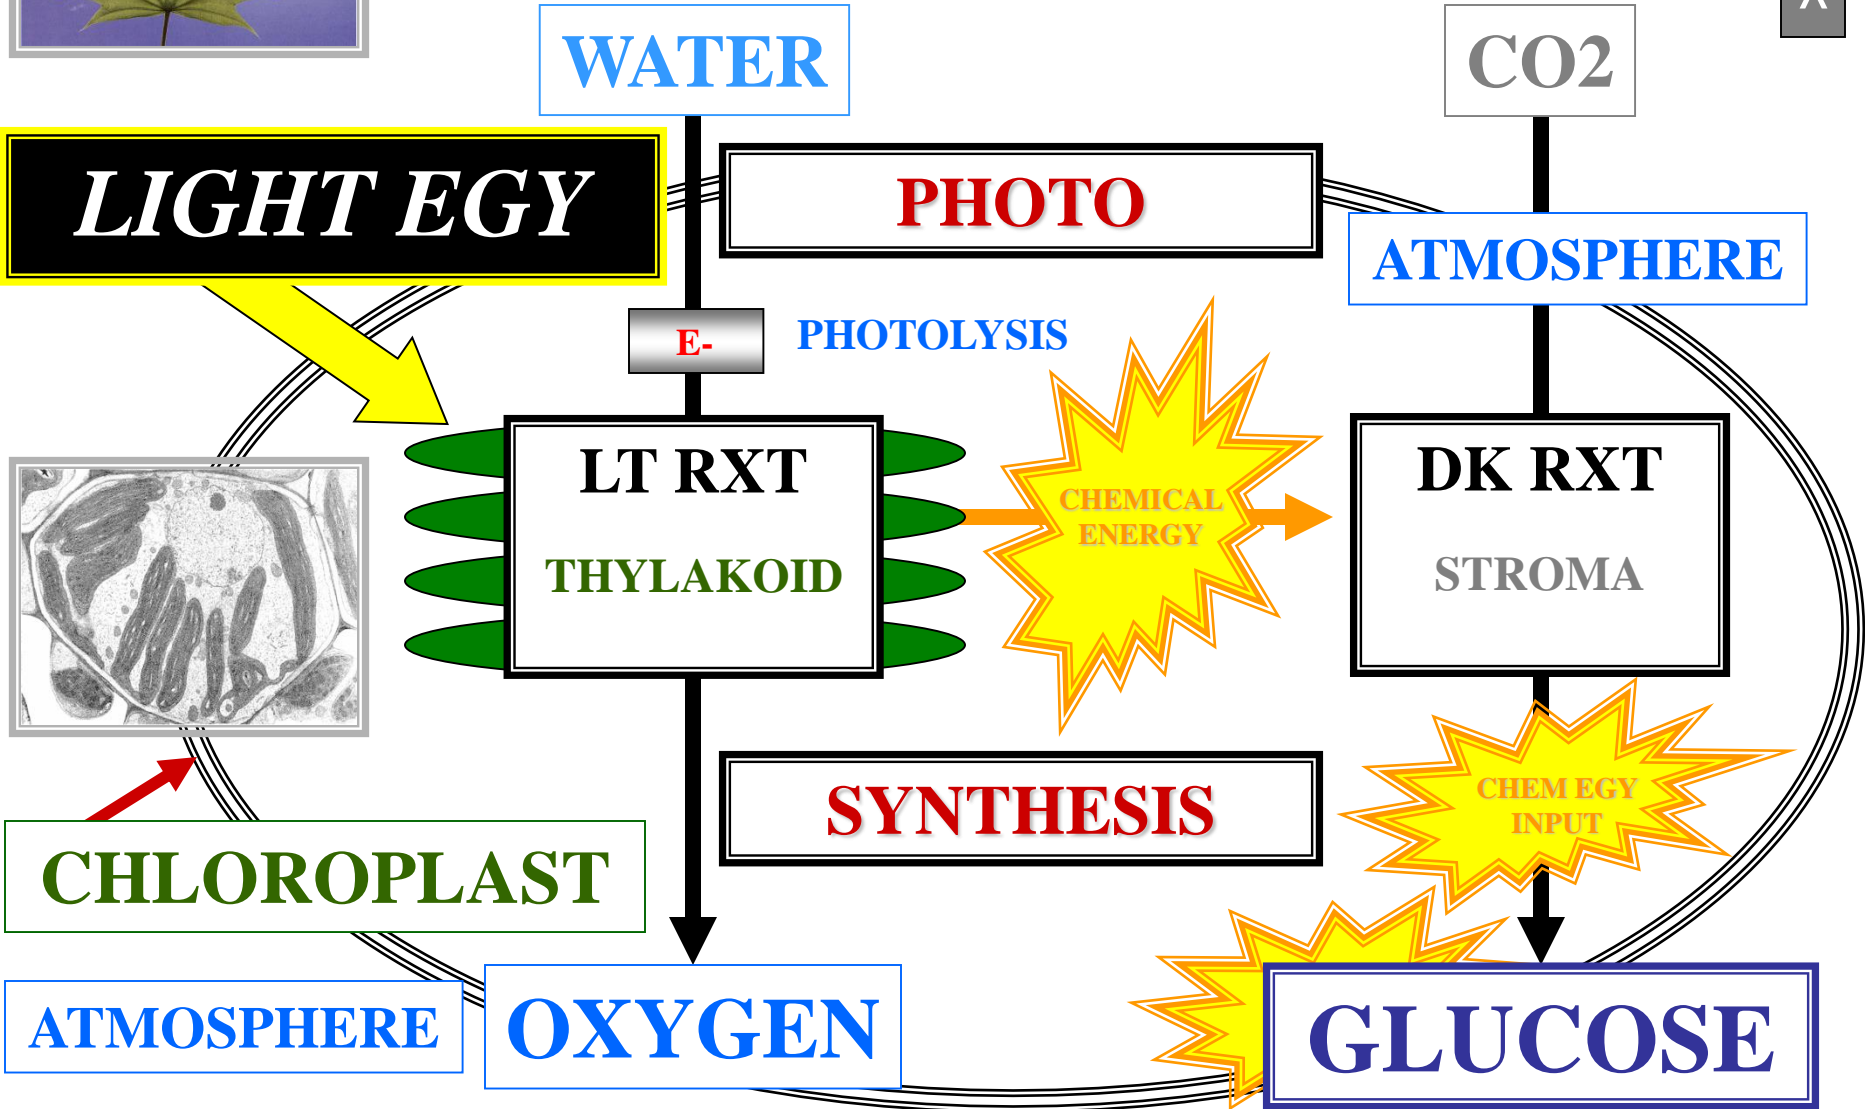 WATER
CO2
LIGHT EGY
PHOTO
ATMOSPHERE
E-
PHOTOLYSIS
LT RXT
THYLAKOID
CHEMICAL
ENERGY
DK RXT
STROMA
SYNTHESIS
CHEM EGY
INPUT
CHLOROPLAST
ATMOSPHERE
OXYGEN
GLUCOSE